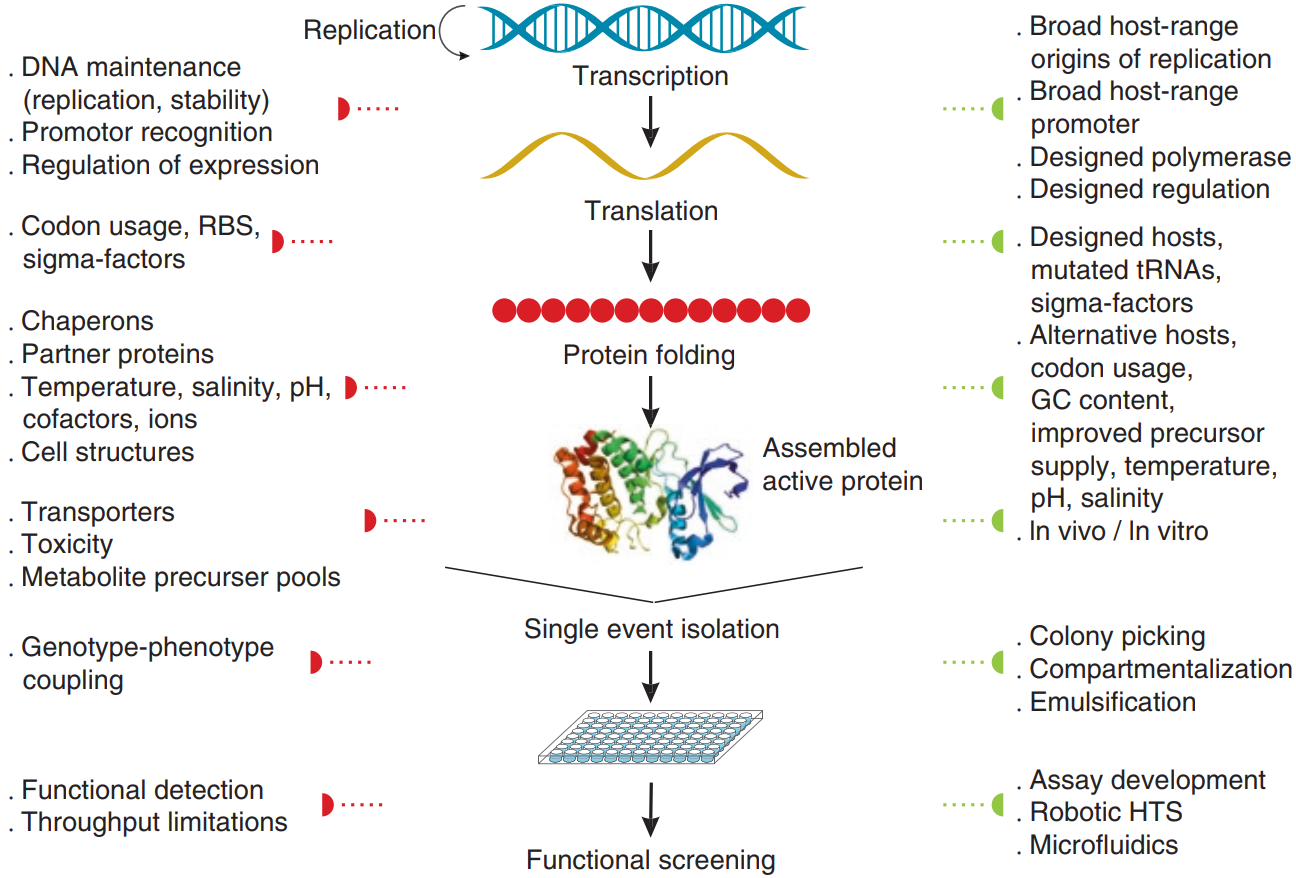 Replication
Transcription
Translation
Protein folding
Assembled
active protein
Single event isolation
Functional screening
. DNA maintenance
(replication, stability)
. Promotor recognition
. Regulation of expression
. Codon usage, RBS,
sigma-factors
. Chaperons
. Partner proteins
. Temperature, salinity, pH,
cofactors, ions
. Cell structures
. Transporters
. Toxicity
. Metabolite precurser pools
. Genotype-phenotype
coupling
. Functional detection
. Throughput limitations
. Broad host-range
origins of replication
. Broad host-range
promoter
. Designed polymerase
. Designed regulation
. Designed hosts,
mutated tRNAs,
sigma-factors
. Alternative hosts,
codon usage,
GC content,
improved precursor
supply, temperature,
pH, salinity
. In vivo / In vitro
. Colony picking
. Compartmentalization
. Emulsification
. Assay development
. Robotic HTS
. Microfluidics